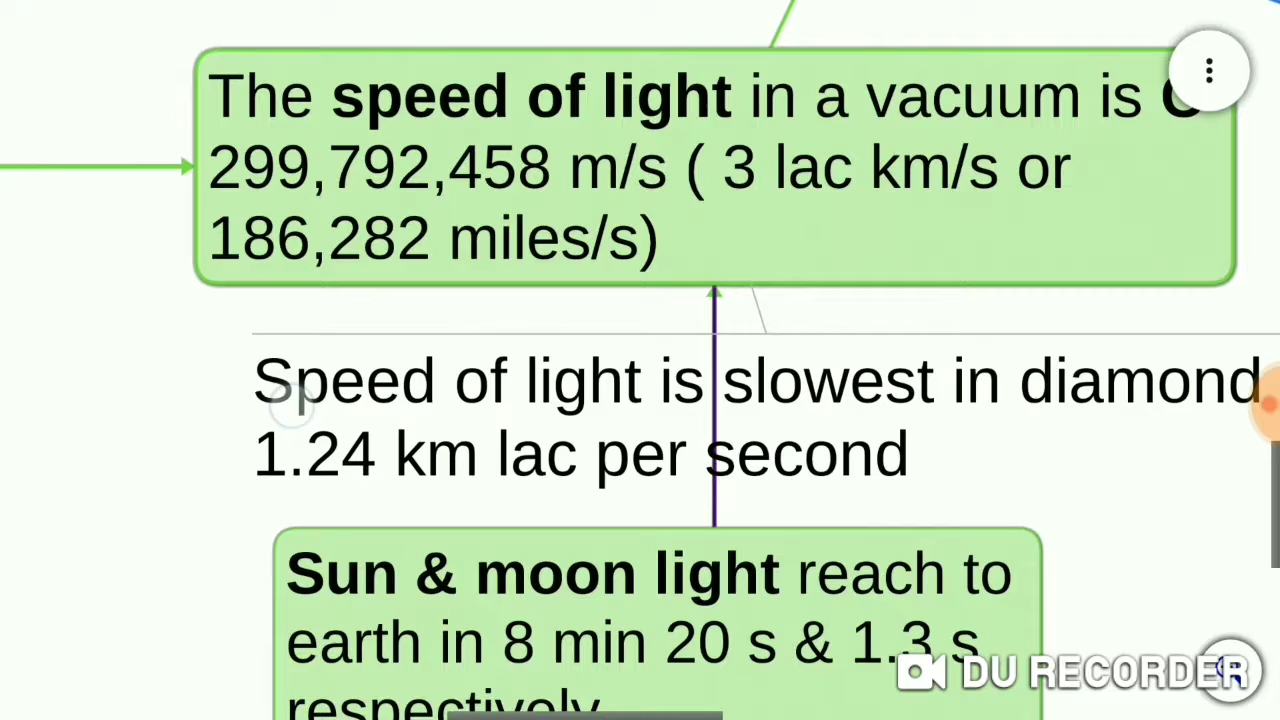 The speed of light in a vacuum is C
299,792,458 m/s ( 3 lac km/s or
186,282 miles/s)
Speed of light is slowest in diamond
1.24 km lac per second
Sun & moon light reach to
earth in 8 min 20 s & 1.3 s
respectively
DU RECORDER